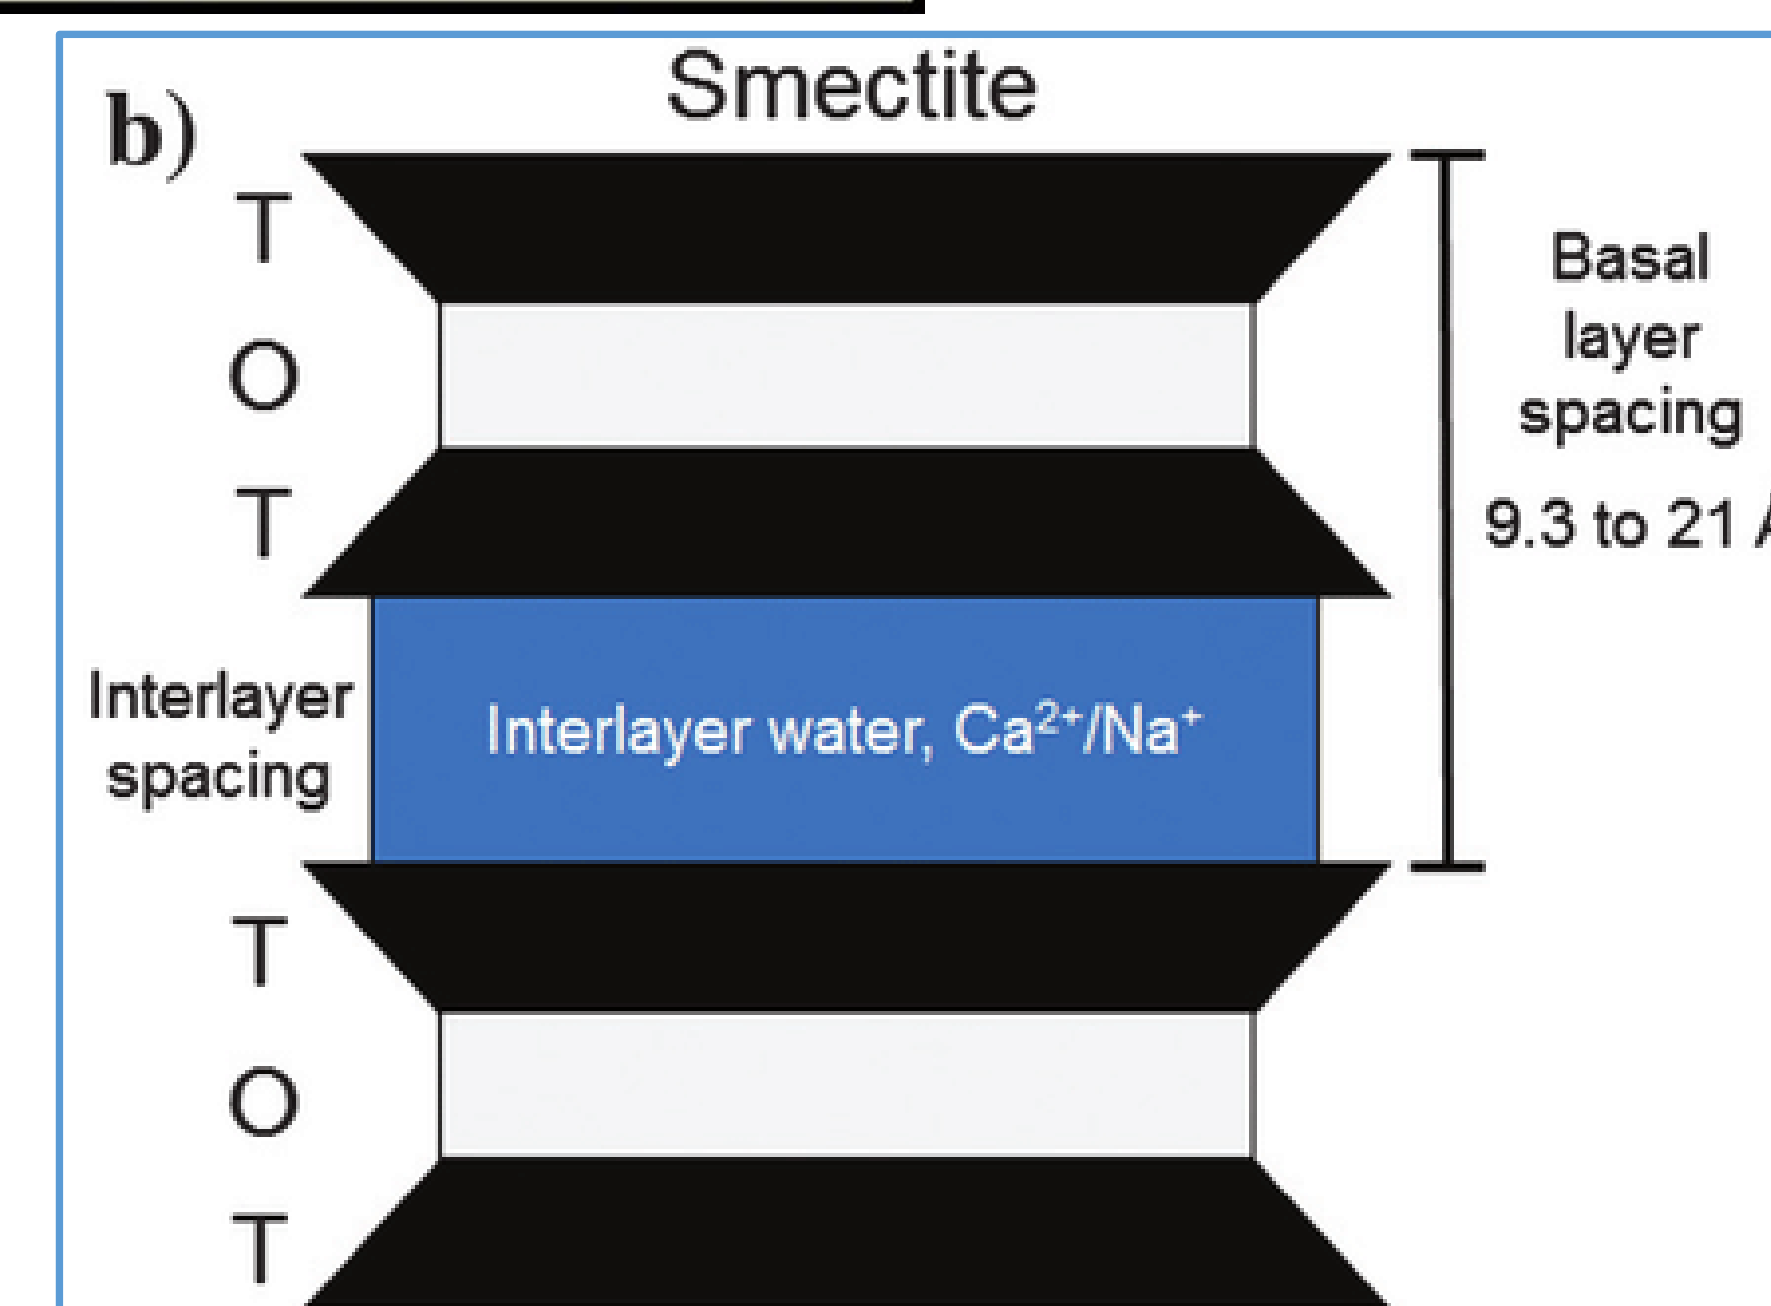 b)
Smectite
T
O
T
Basal
layer
spacing
9.3 to 21 Å
Interlayer
spacing
Interlayer water, Ca²⁺/Na⁺
T
O
T